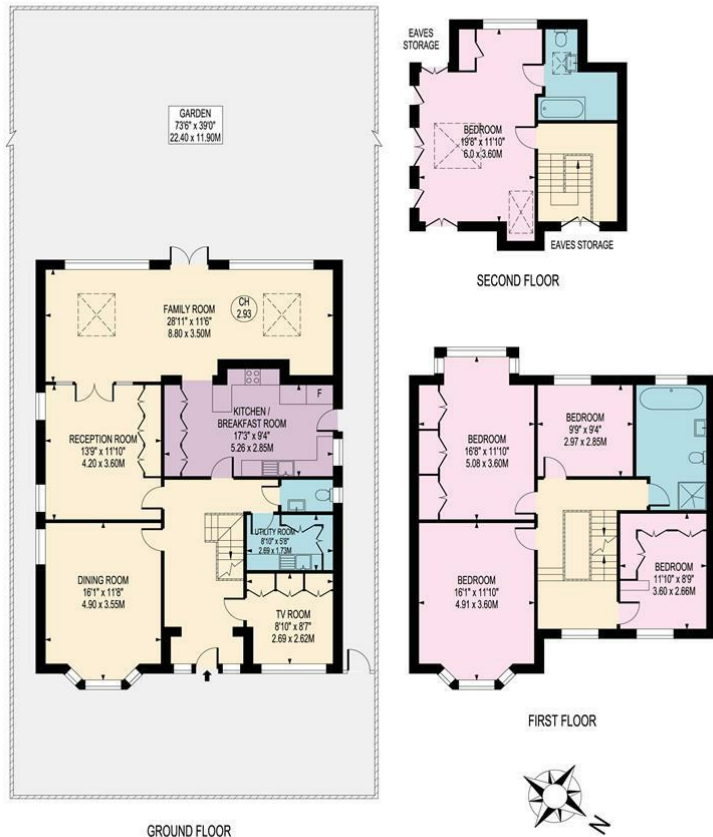 GARDEN
73'6" x 39'0"
22.40 x 11.90M
FAMILY ROOM
28'11" x 11'6"
8.80 x 3.50M
CH
2.93
KITCHEN /
BREAKFAST ROOM
17'3" x 9'4"
5.26 x 2.85M
F
RECEPTION ROOM
13'9" x 11'10"
4.20 x 3.60M
UTILITY ROOM
8'10" x 5'8"
2.69 x 1.73M
DINING ROOM
16'1" x 11'8"
4.90 x 3.55M
TV ROOM
8'10" x 8'7"
2.69 x 2.62M
GROUND FLOOR
EAVES
STORAGE
BEDROOM
19'8" x 11'10"
6.0 x 3.60M
EAVES STORAGE
SECOND FLOOR
BEDROOM
16'8" x 11'10"
5.08 x 3.60M
BEDROOM
9'9" x 9'4"
2.97 x 2.85M
BEDROOM
16'1" x 11'10"
4.91 x 3.60M
BEDROOM
11'10" x 8'9"
3.60 x 2.66M
FIRST FLOOR
N